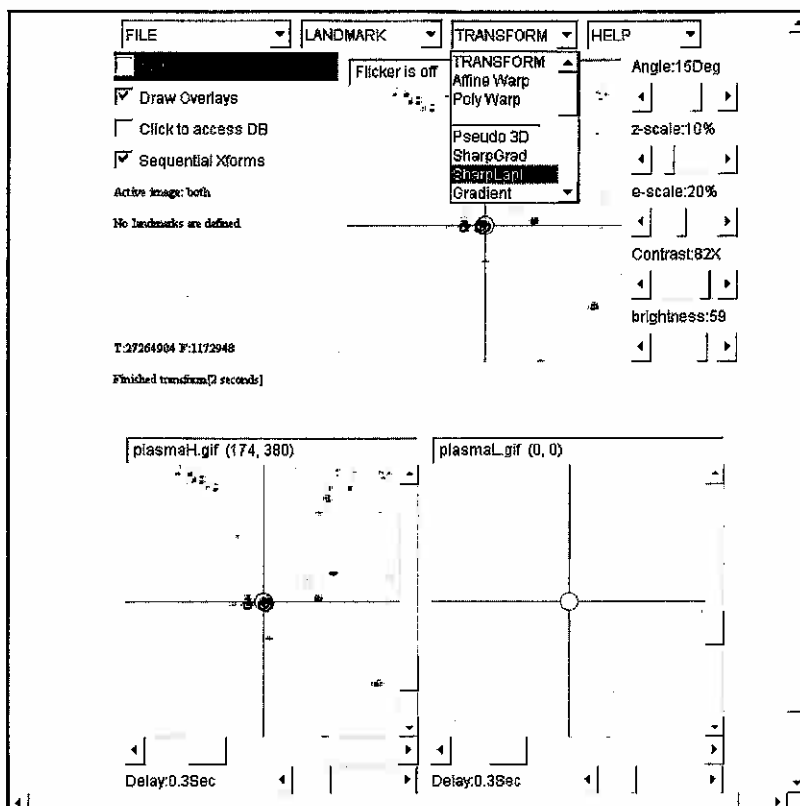 FILE LANDMARK TRANSFORM HELP
Flicker is off
TRANSFORM
Affine Warp
Poly Warp
Pseudo 3D
SharpGrad
SharpLapl
Gradient
Angle:15Deg
z-scale:10%
e-scale:20%
Contrast:82X
brightness:59
Draw Overlays
Click to access DB
Sequential Xforms
Active image: both
No landmarks are defined
T:27264904 F:1172948
Finished transform[2 seconds]
plasmaH.gif (174, 380)
plasmaL.gif (0, 0)
Delay:0.3Sec
Delay:0.3Sec